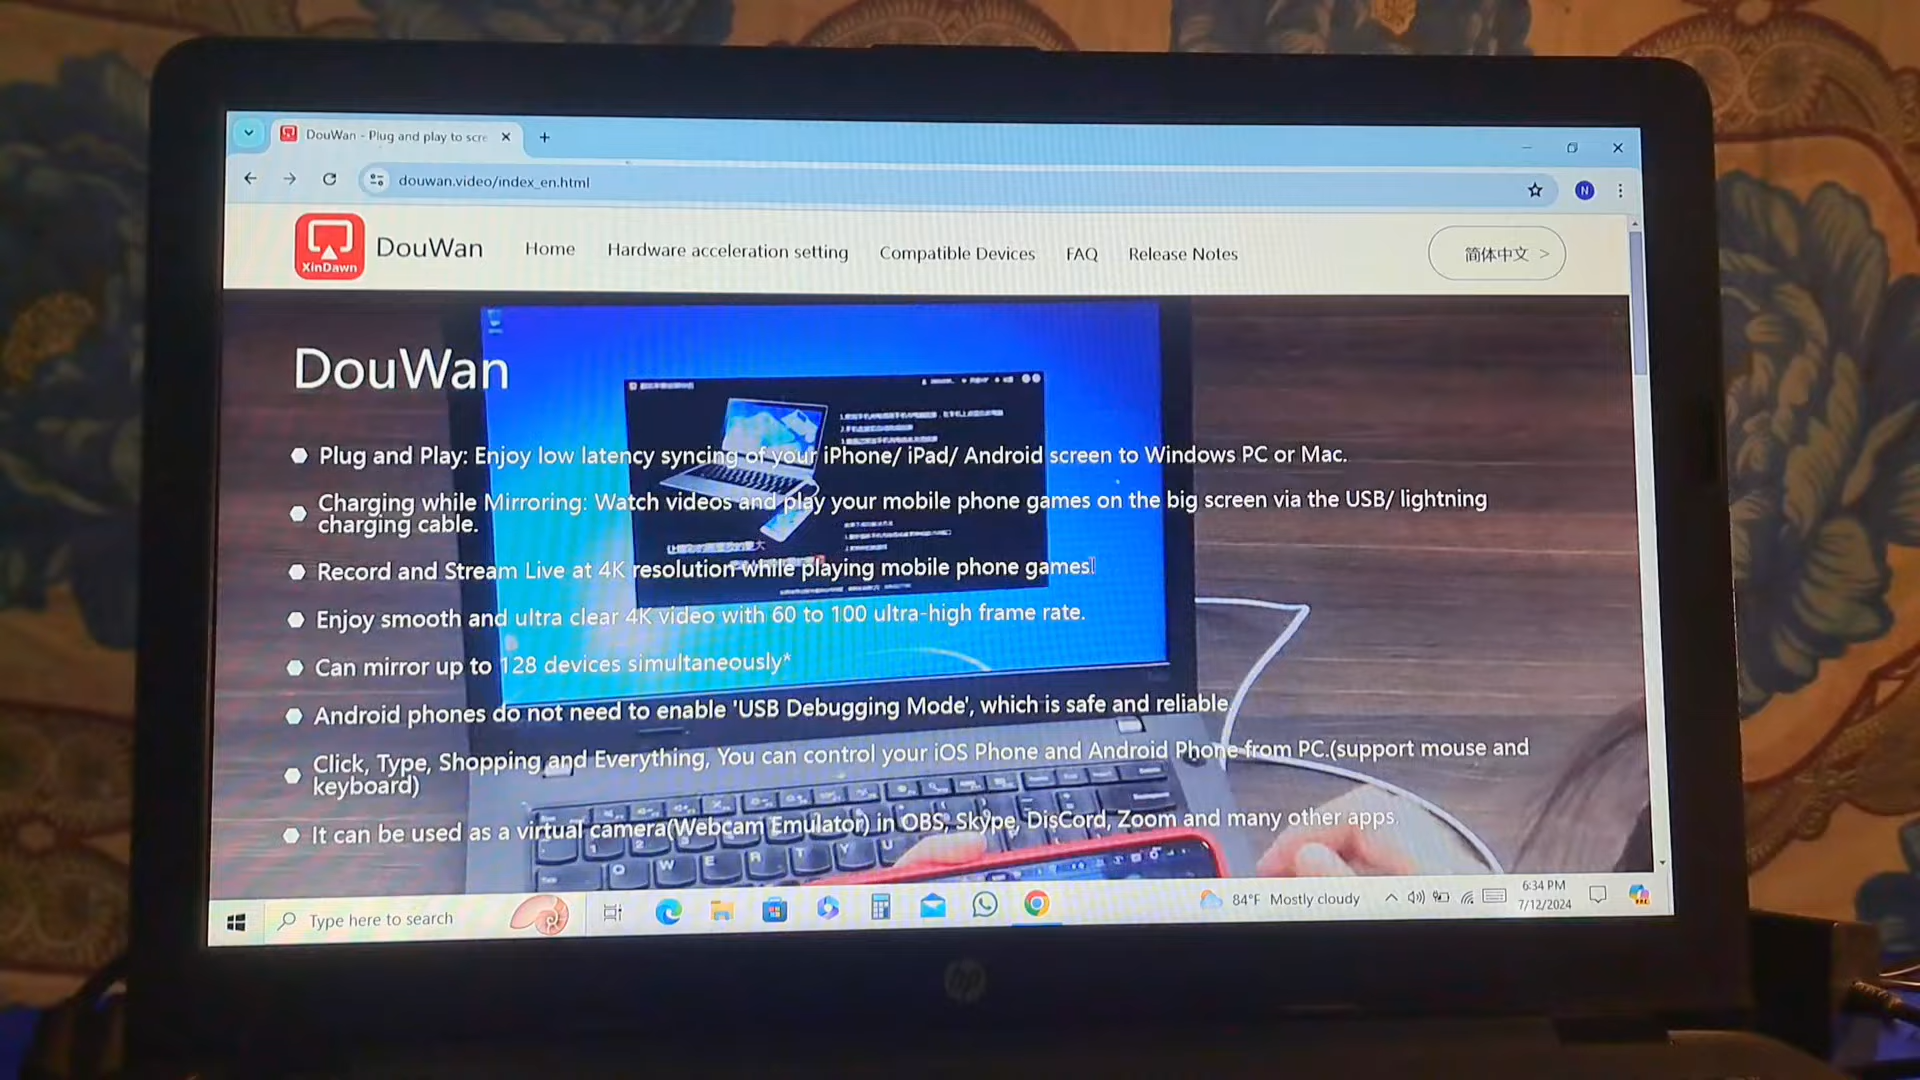 DouWan - Plug and play to scre
douwan.video/index_en.html
N
XinDawn
DouWan Home Hardware acceleration setting Compatible Devices FAQ Release Notes 简体中文 >
DouWan
Plug and Play: Enjoy low latency syncing of your iPhone/ iPad/ Android screen to Windows PC or Mac.
Charging while Mirroring: Watch videos and play your mobile phone games on the big screen via the USB/ lightning
charging cable.
Record and Stream Live at 4K resolution while playing mobile phone games!
Enjoy smooth and ultra clear 4K video with 60 to 100 ultra-high frame rate.
Can mirror up to 128 devices simultaneously*
Android phones do not need to enable 'USB Debugging Mode', which is safe and reliable.
Click, Type, Shopping and Everything, You can control your iOS Phone and Android Phone from PC.(support mouse and
keyboard)
It can be used as a virtual camera(Webcam Emulator) in OBS, Skype, DisCord, Zoom and many other apps.
Q W E R T Y U
Type here to search
84°F Mostly cloudy
6:34 PM
7/12/2024
hp